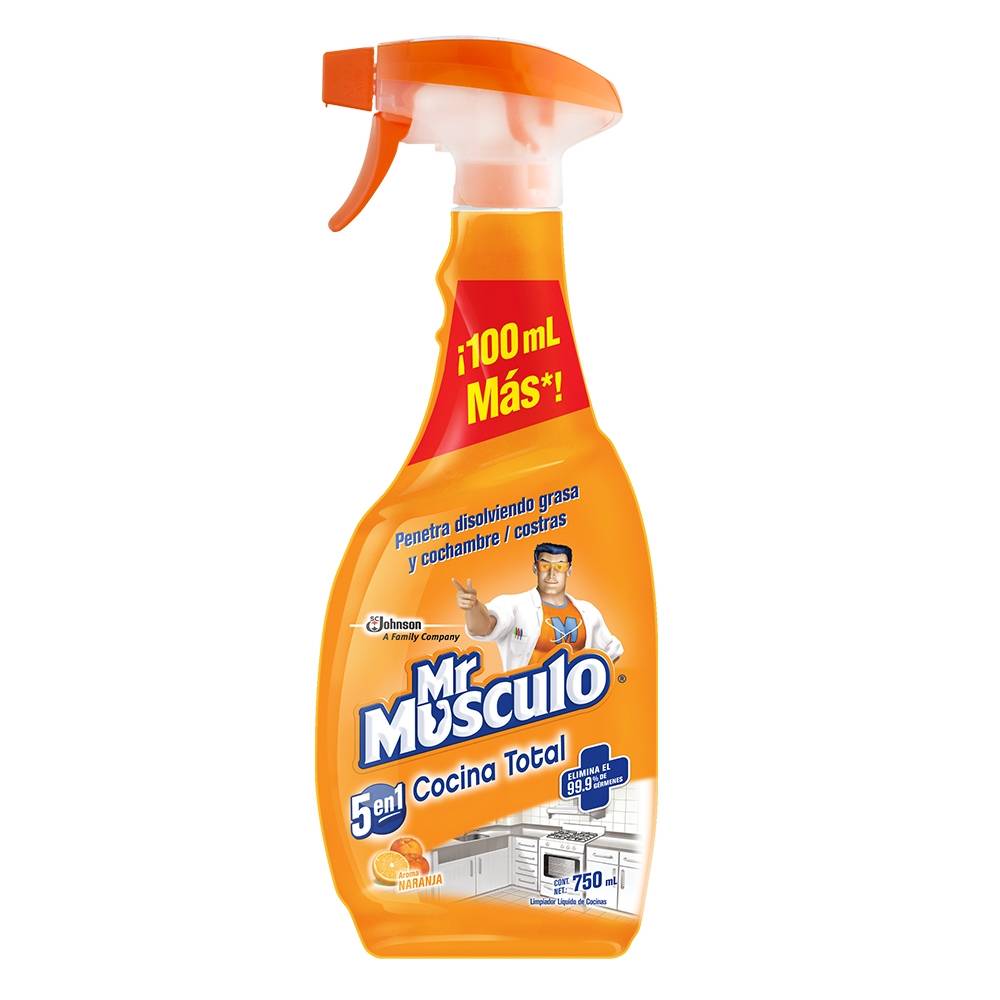 ¡100 mL
Más*!
Penetra disolviendo grasa
y cochambre / costras
SC Johnson
A Family Company
M
Mr
Músculo®
5 en 1
Cocina Total
ELIMINA EL
99.9% DE
GÉRMENES
Aroma
NARANJA
CONT.
NET.: 750 mL
Limpiador Líquido de Cocinas